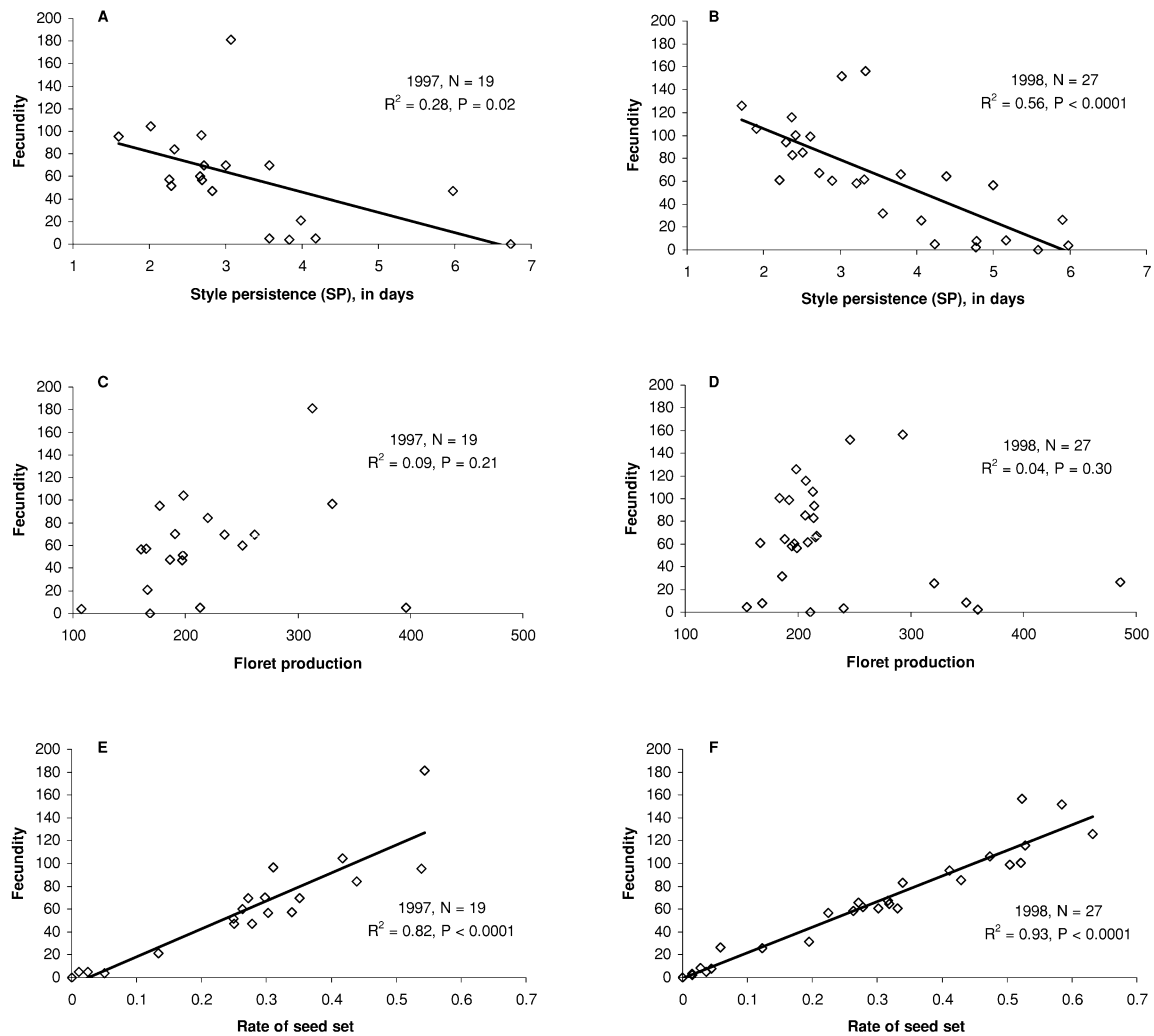 A
200
180
160
140
120
100
80
60
40
20
0
Fecundity
1997, N = 19
R² = 0.28, P = 0.02
1 2 3 4 5 6 7
Style persistence (SP), in days
B
200
180
160
140
120
100
80
60
40
20
0
Fecundity
1998, N = 27
R² = 0.56, P < 0.0001
1 2 3 4 5 6 7
Style persistence (SP), in days
C
200
180
160
140
120
100
80
60
40
20
0
Fecundity
1997, N = 19
R² = 0.09, P = 0.21
100 200 300 400 500
Floret production
D
200
180
160
140
120
100
80
60
40
20
0
Fecundity
1998, N = 27
R² = 0.04, P = 0.30
100 200 300 400 500
Floret production
E
200
180
160
140
120
100
80
60
40
20
0
Fecundity
1997, N = 19
R² = 0.82, P < 0.0001
0 0.1 0.2 0.3 0.4 0.5 0.6 0.7
Rate of seed set
F
200
180
160
140
120
100
80
60
40
20
0
Fecundity
1998, N = 27
R² = 0.93, P < 0.0001
0 0.1 0.2 0.3 0.4 0.5 0.6 0.7
Rate of seed set